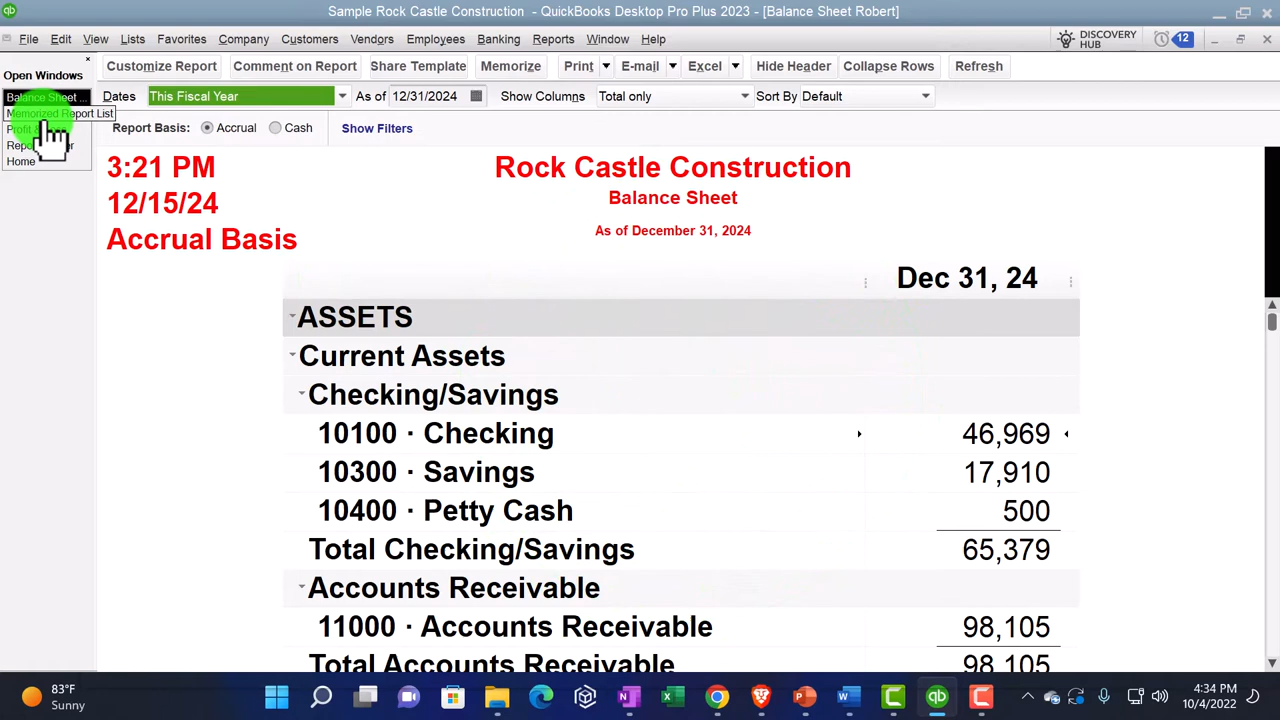 Sample Rock Castle Construction - QuickBooks Desktop Pro Plus 2023 - [Balance Sheet Robert]
File Edit View Lists Favorites Company Customers Vendors Employees Banking Reports Window Help
DISCOVERY HUB
12
Open Windows
Balance Sheet ...
Memorized Report List
Home
Customize Report Comment on Report Share Template Memorize Print E-mail Excel Hide Header Collapse Rows Refresh
Dates This Fiscal Year As of 12/31/2024 Show Columns Total only Sort By Default
Report Basis: Accrual Cash Show Filters
3:21 PM
12/15/24
Accrual Basis
Rock Castle Construction
Balance Sheet
As of December 31, 2024
Dec 31, 24
ASSETS
Current Assets
Checking/Savings
10100 · Checking 46,969
10300 · Savings 17,910
10400 · Petty Cash 500
Total Checking/Savings 65,379
Accounts Receivable
11000 · Accounts Receivable 98,105
Total Accounts Receivable 98,105
83°F
Sunny
4:34 PM
10/4/2022